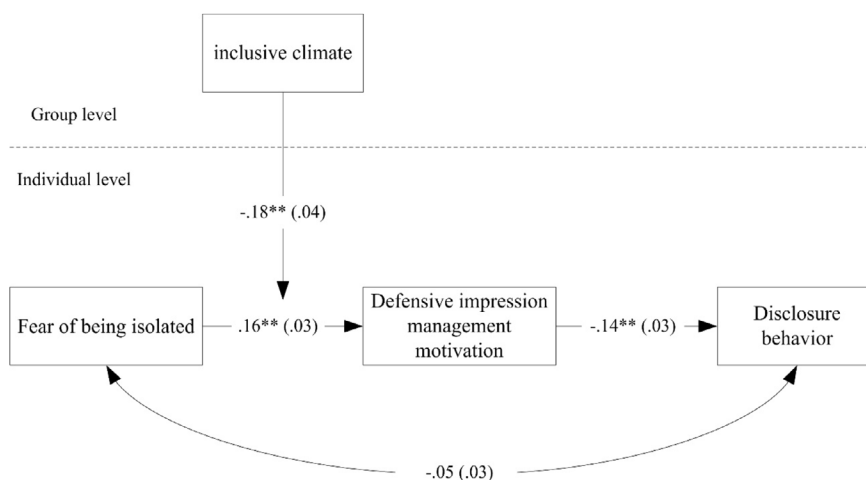 inclusive climate
Group level
Individual level
-.18** (.04)
Fear of being isolated
.16** (.03)
Defensive impression
management
motivation
-.14** (.03)
Disclosure
behavior
-.05 (.03)